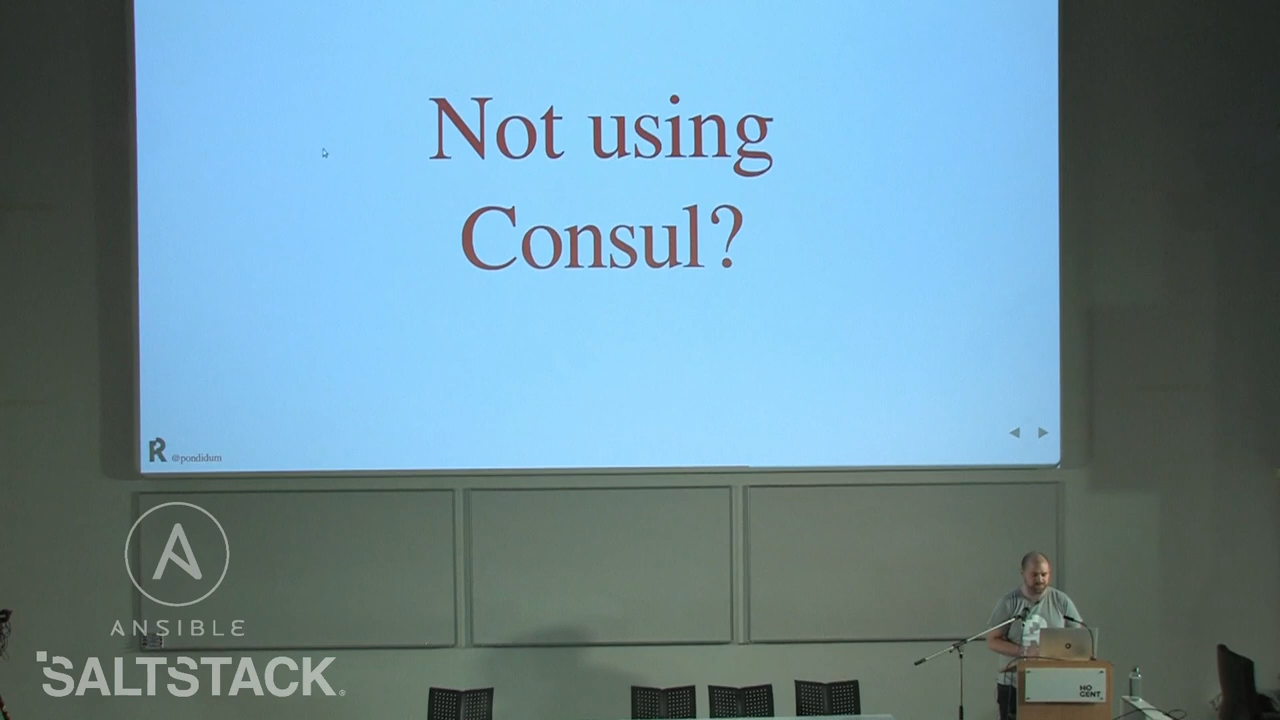 Not using
Consul?
@pondidum
ANSIBLE
SALTSTACK
HO
GENT